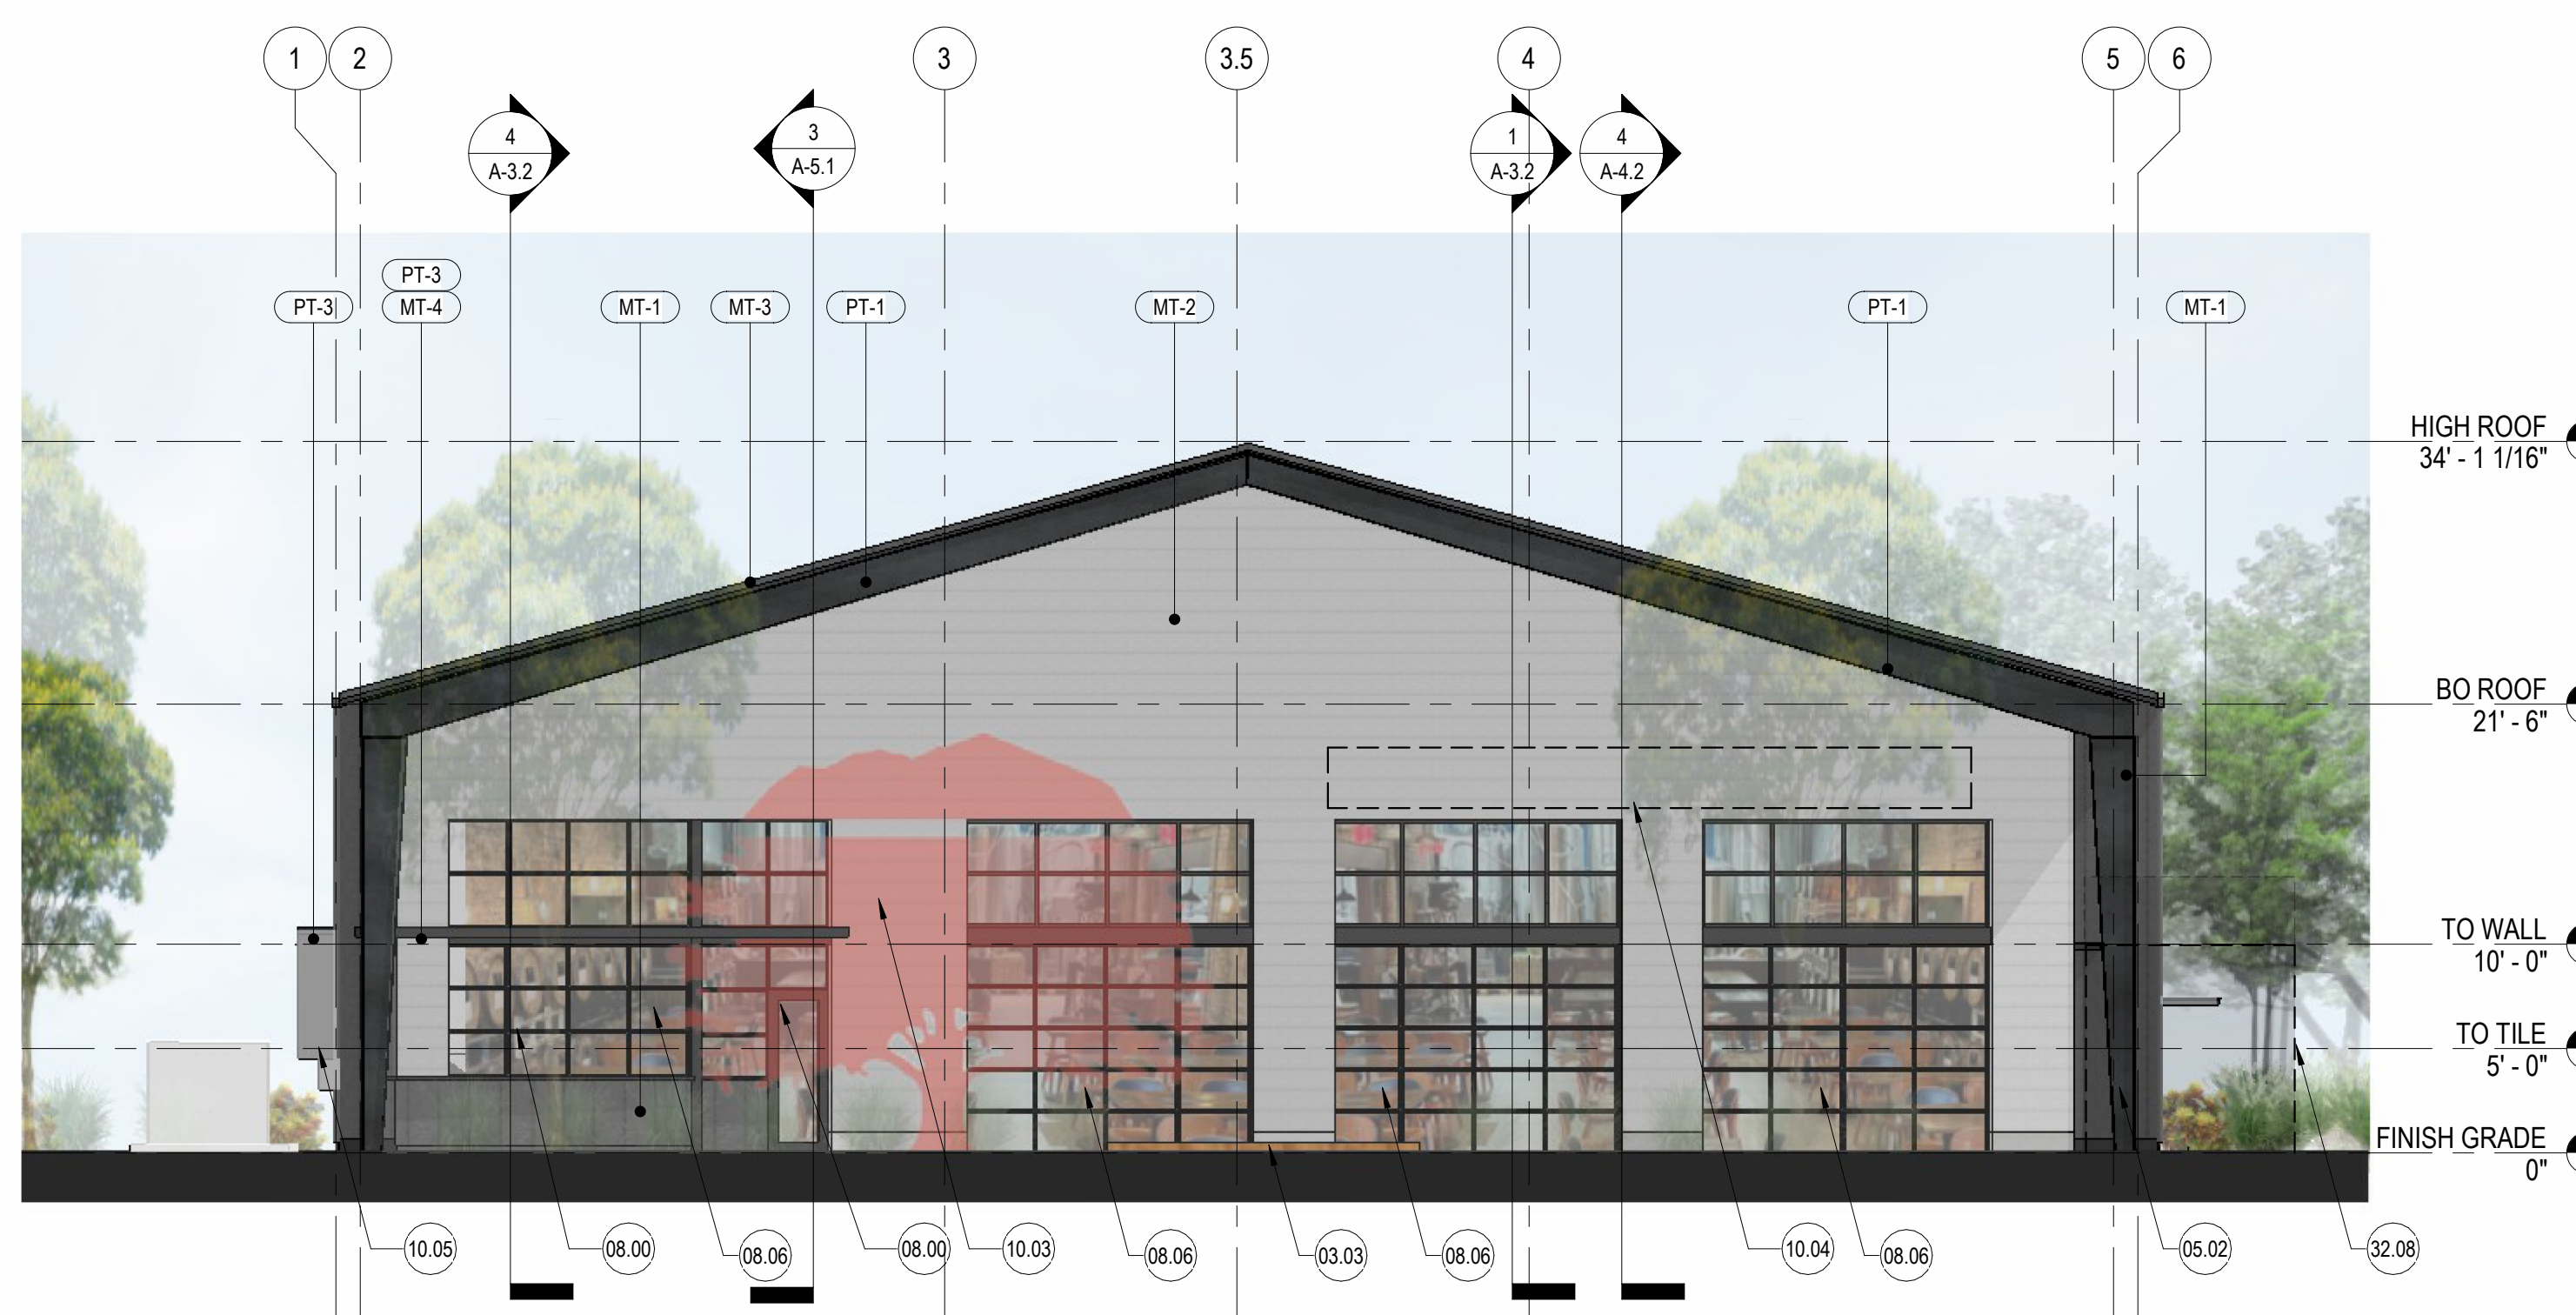 1
2
3
3.5
4
5
6
4
A-3.2
3
A-5.1
1
A-3.2
4
A-4.2
PT-3
PT-3
MT-4
MT-1
MT-3
PT-1
MT-2
PT-1
MT-1
HIGH ROOF
34' - 1 1/16"
BO ROOF
21' - 6"
TO WALL
10' - 0"
TO TILE
5' - 0"
FINISH GRADE
0"
10.05
08.00
08.06
08.00
10.03
08.06
03.03
08.06
10.04
08.06
05.02
32.08